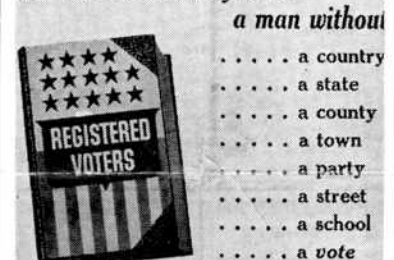 a man without
. . . . . a country
. . . . . a state
. . . . . a county
. . . . . a town
. . . . . a party
. . . . . a street
. . . . . a school
. . . . . a vote
REGISTERED
VOTERS